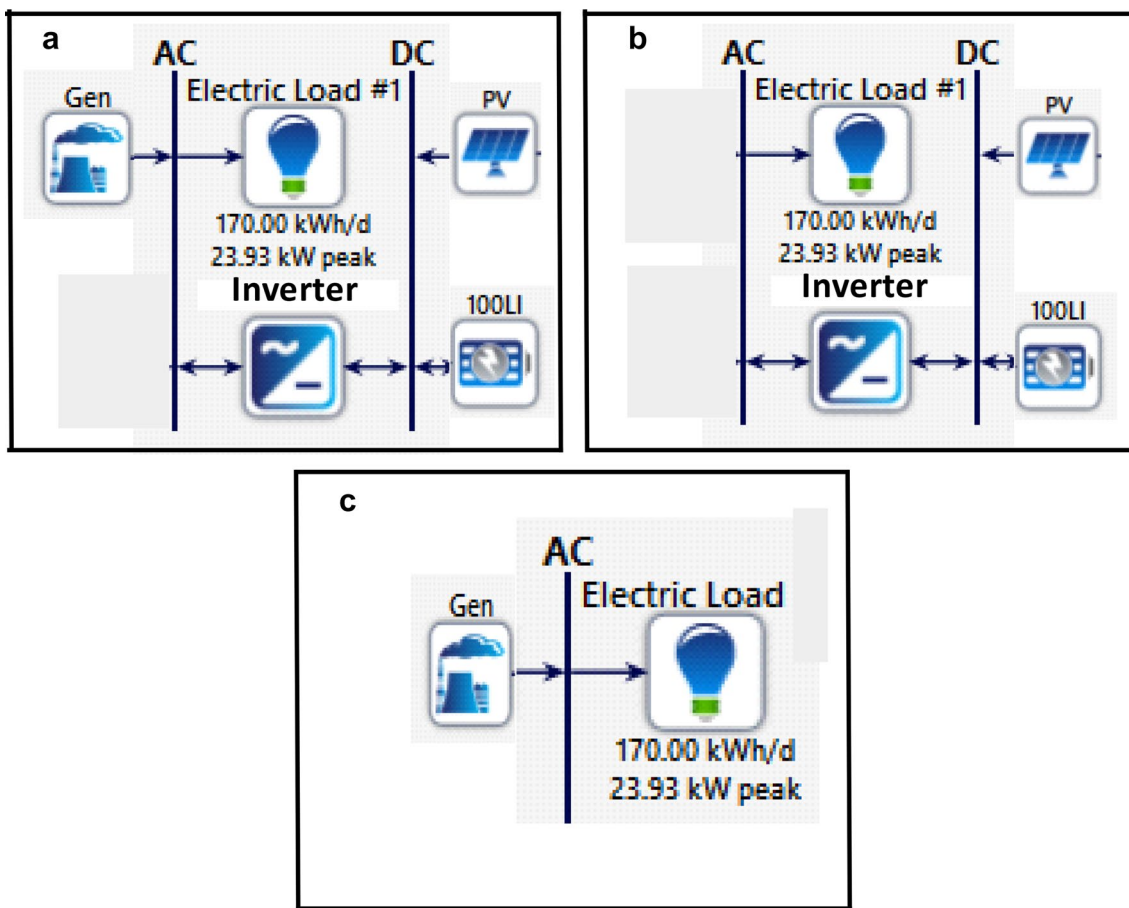 a
AC
DC
Gen
Electric Load #1
PV
170.00 kWh/d
23.93 kW peak
Inverter
100LI
b
AC
DC
Electric Load #1
PV
170.00 kWh/d
23.93 kW peak
Inverter
100LI
c
AC
Gen
Electric Load
170.00 kWh/d
23.93 kW peak